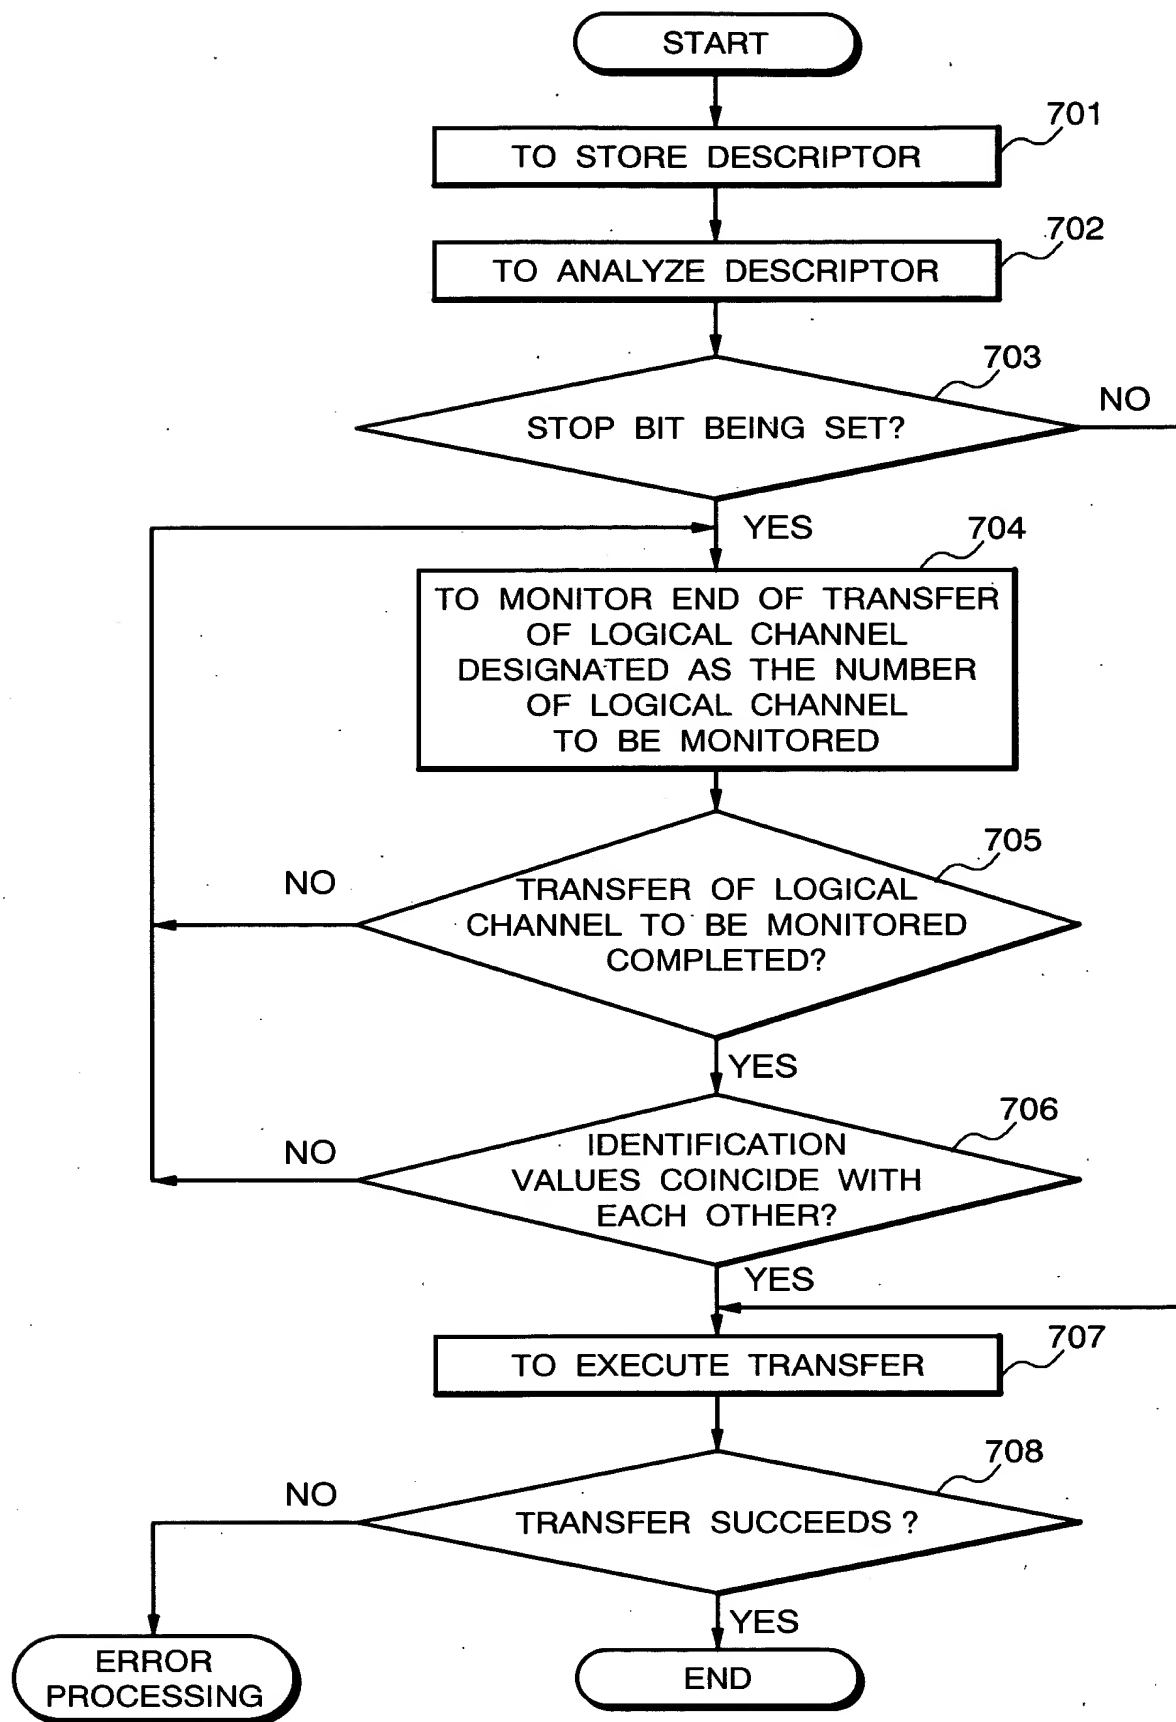 START
701
TO STORE DESCRIPTOR
702
TO ANALYZE DESCRIPTOR
703
NO
STOP BIT BEING SET?
YES
704
TO MONITOR END OF TRANSFER
OF LOGICAL CHANNEL
DESIGNATED AS THE NUMBER
OF LOGICAL CHANNEL
TO BE MONITORED
705
NO
TRANSFER OF LOGICAL
CHANNEL TO BE MONITORED
COMPLETED?
YES
706
NO
IDENTIFICATION
VALUES COINCIDE WITH
EACH OTHER?
YES
707
TO EXECUTE TRANSFER
708
NO
TRANSFER SUCCEEDS ?
YES
ERROR
PROCESSING
END